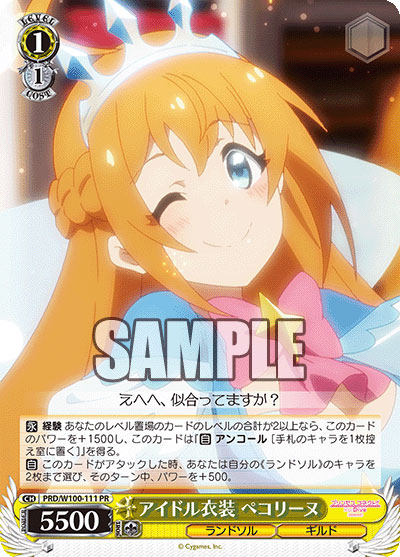 LEVEL
1
1
COST
SAMPLE
えへへ、似合ってますか？
永 経験 あなたのレベル置場のカードのレベルの合計が2以上なら、このカード
のパワーを＋1500し、このカードは『自 アンコール ［手札のキャラを1枚控
え室に置く］』を得る。
自 このカードがアタックした時、あなたは自分の《ランドソル》のキャラを
2枚まで選び、そのターン中、パワーを＋500。
CH PRD/W100-111 PR
5500
アイドル衣装 ペコリーヌ
ランドソル ギルド
© Cygames, Inc.